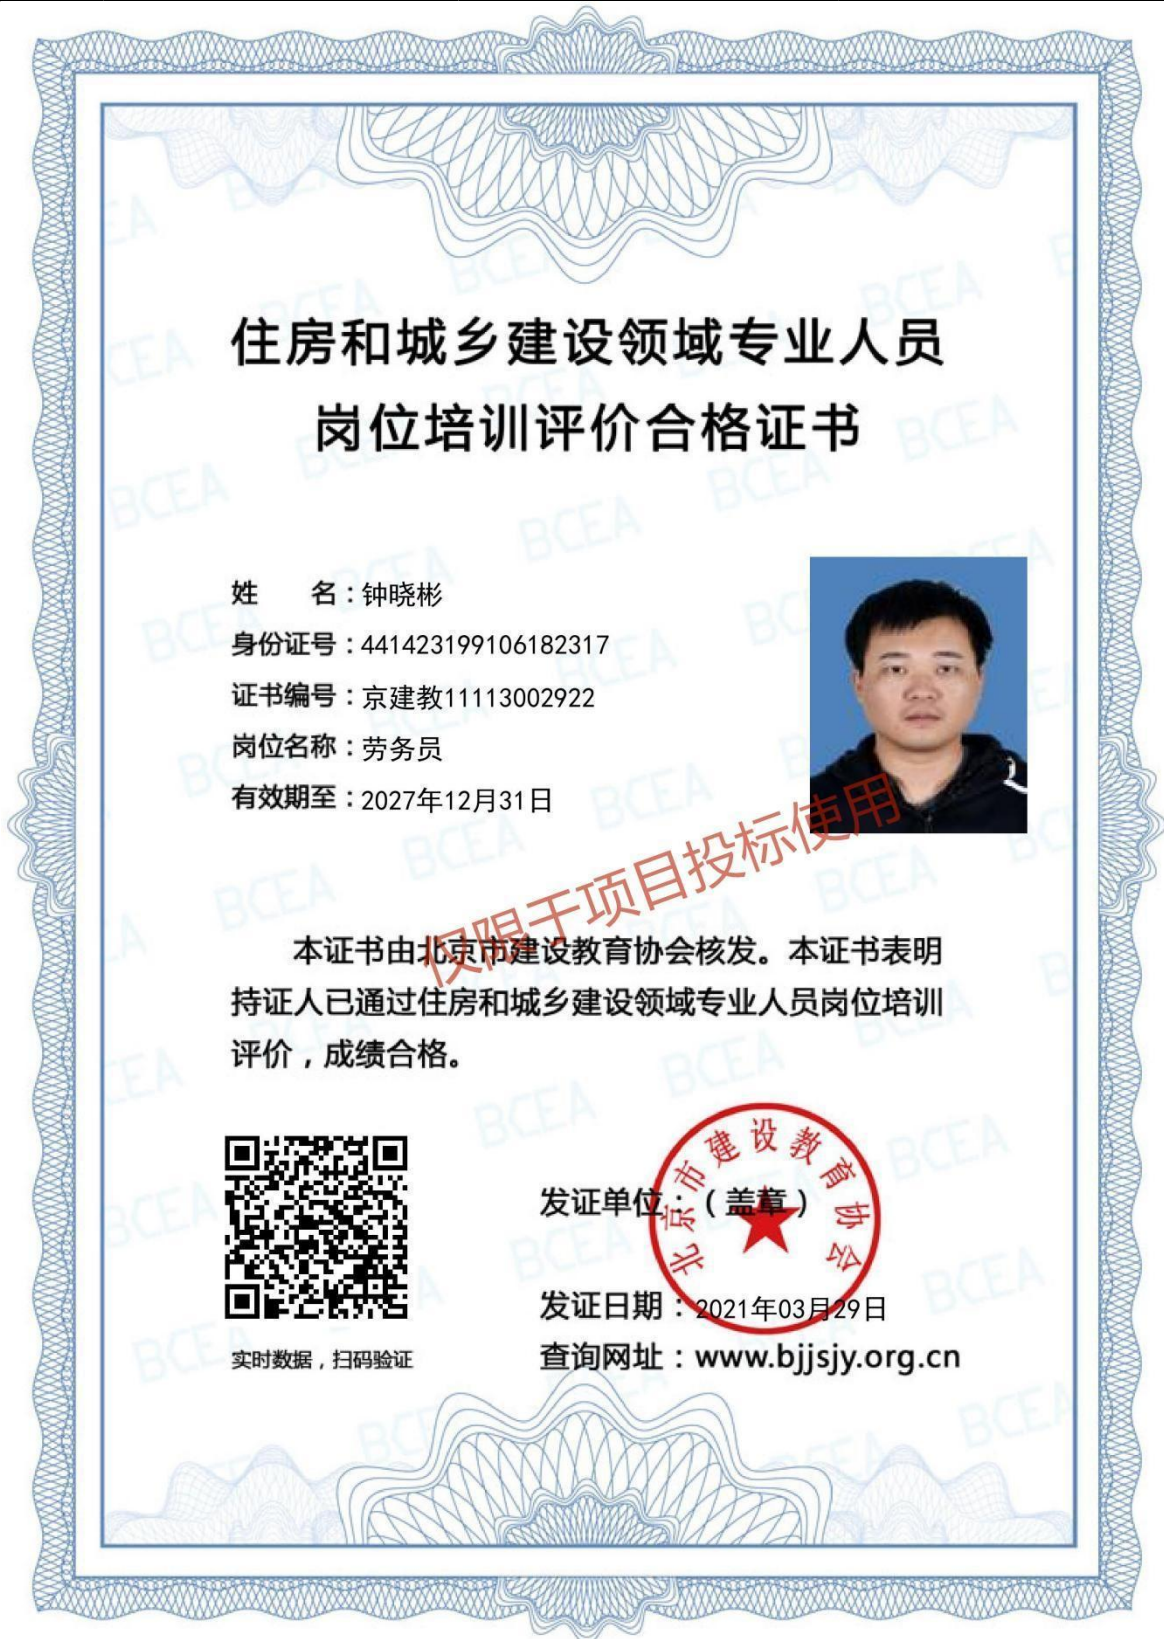 住房和城乡建设领域专业人员
岗位培训评价合格证书
姓　　名：钟晓彬
身份证号：441423199106182317
证书编号：京建教11113002922
岗位名称：劳务员
有效期至：2027年12月31日
仅限于项目投标使用
本证书由北京市建设教育协会核发。本证书表明
持证人已通过住房和城乡建设领域专业人员岗位培训
评价，成绩合格。
北京市建设教育协会
发证单位：（盖章）
发证日期：2021年03月29日
查询网址：www.bjjsjy.org.cn
实时数据，扫码验证
BCEA